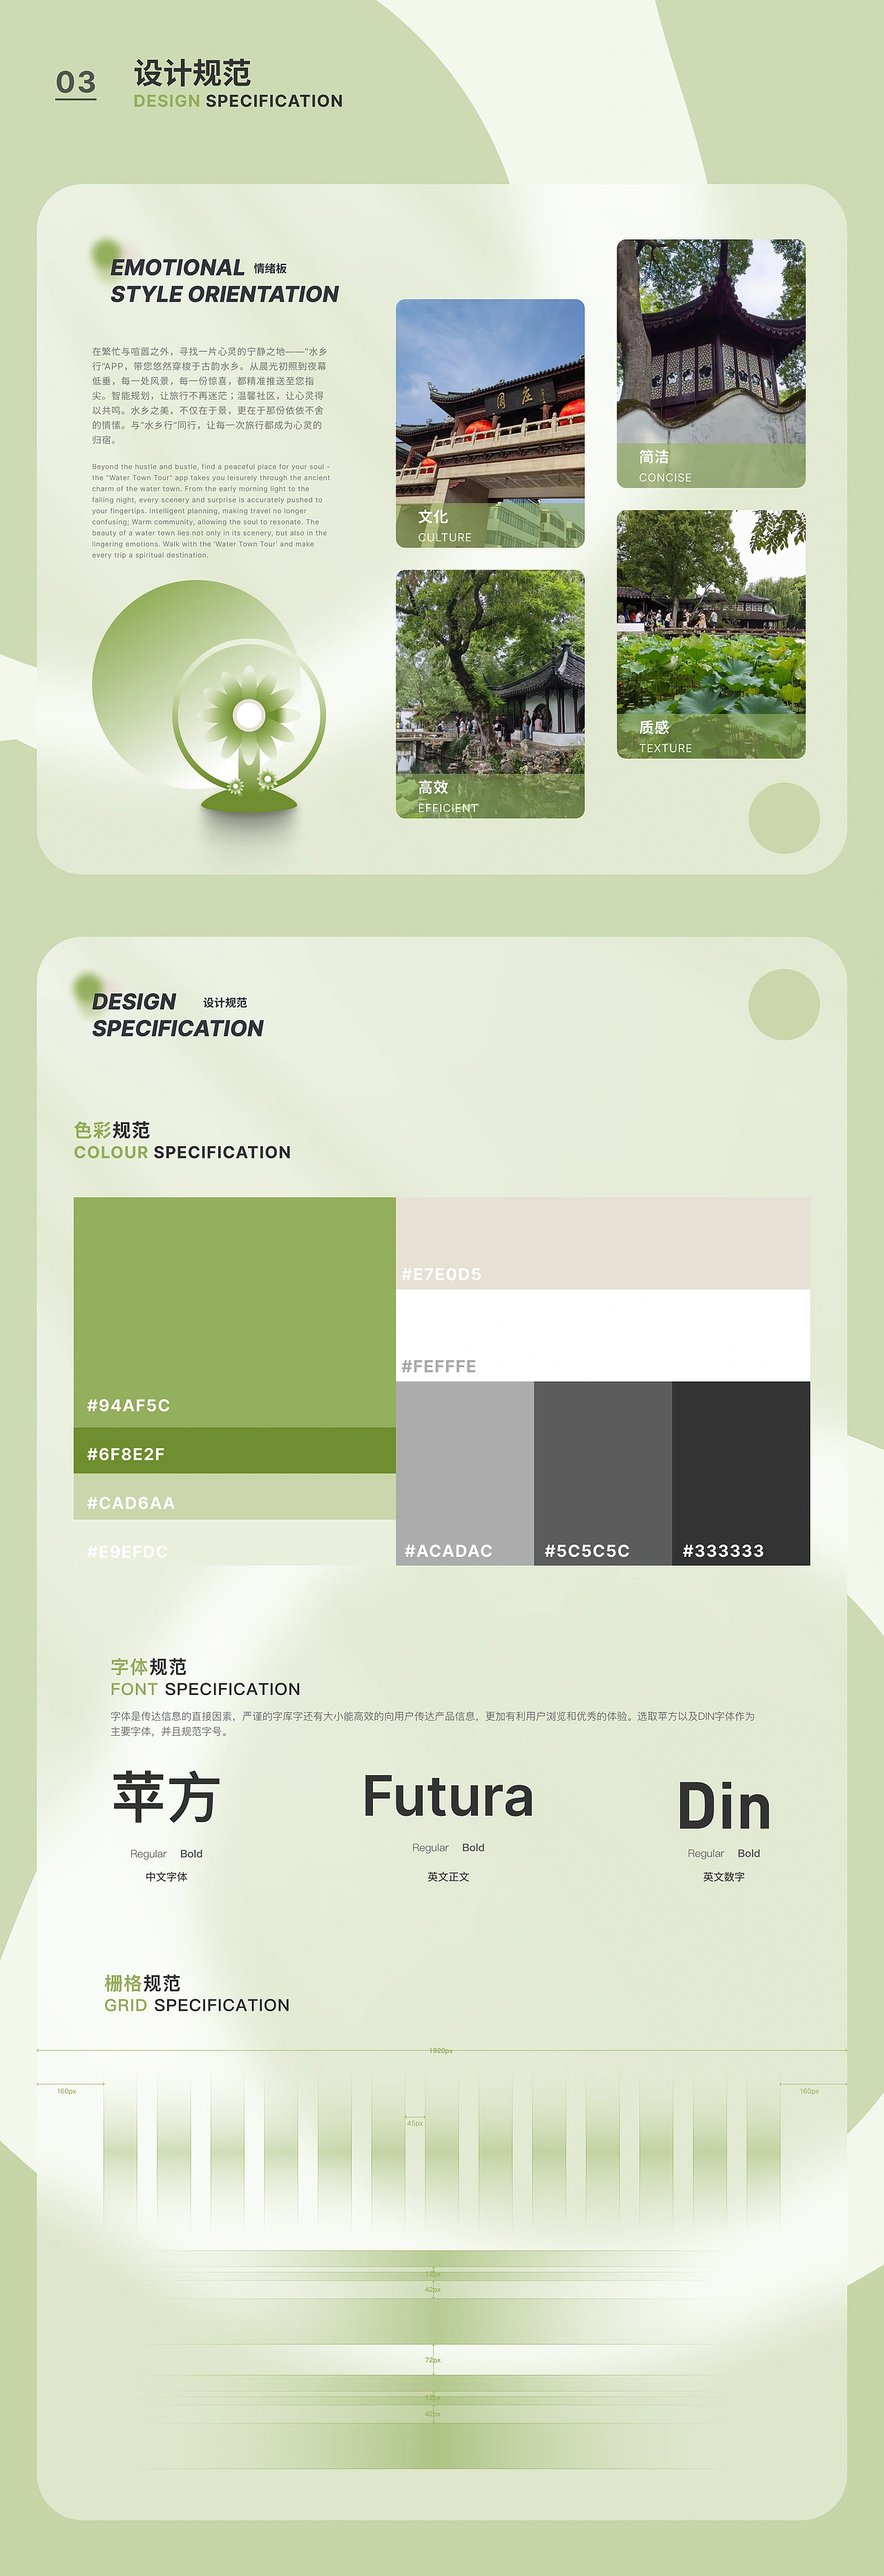 03
设计规范
DESIGN SPECIFICATION
EMOTIONAL 情绪板
STYLE ORIENTATION
在繁忙与喧嚣之外，寻找一片心灵的宁静之地——“水乡
行”APP，带您悠然穿梭于古韵水乡。从晨光初照到夜幕
低垂，每一处风景，每一份惊喜，都精准推送至您指
尖。智能规划，让旅行不再迷茫；温馨社区，让心灵得
以共鸣。水乡之美，不仅在于景，更在于那份依依不舍
的情愫。与“水乡行”同行，让每一次旅行都成为心灵的
归宿。
Beyond the hustle and bustle, find a peaceful place for your soul -
the "Water Town Tour" app takes you leisurely through the ancient
charm of the water town. From the early morning light to the
falling night, every scenery and surprise is accurately pushed to
your fingertips. Intelligent planning, making travel no longer
confusing; Warm community, allowing the soul to resonate. The
beauty of a water town lies not only in its scenery, but also in the
lingering emotions. Walk with the 'Water Town Tour' and make
every trip a spiritual destination.
文化
CULTURE
高效
EFFICIENT
简洁
CONCISE
质感
TEXTURE
DESIGN 设计规范
SPECIFICATION
色彩规范
COLOUR SPECIFICATION
#94AF5C
#6F8E2F
#CAD6AA
#E9EFDC
#E7E0D5
#FEFFFE
#ACADAC
#5C5C5C
#333333
字体规范
FONT SPECIFICATION
字体是传达信息的直接因素，严谨的字库字还有大小能高效的向用户传达产品信息，更加有利用户浏览和优秀的体验。选取苹方以及DIN字体作为
主要字体，并且规范字号。
苹方
Regular Bold
中文字体
Futura
Regular Bold
英文正文
Din
Regular Bold
英文数字
栅格规范
GRID SPECIFICATION
1920px
160px
160px
45px
12px
42px
72px
12px
42px